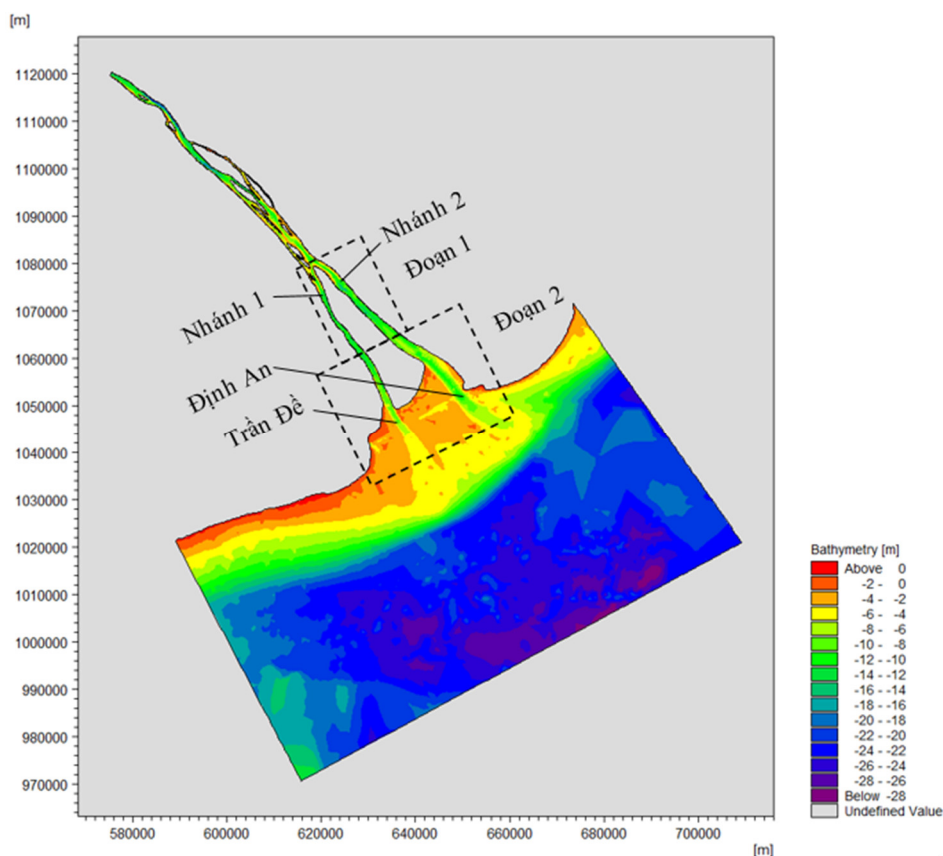 [m]
1120000
1110000
1100000
1090000
1080000
1070000
1060000
1050000
1040000
1030000
1020000
1010000
1000000
990000
980000
970000
Nhánh 2
Đoạn 1
Nhánh 1
Đoạn 2
Định An
Trần Đề
580000 600000 620000 640000 660000 680000 700000
[m]
Bathymetry [m]
Above 0
-2 - 0
-4 - -2
-6 - -4
-8 - -6
-10 - -8
-12 - -10
-14 - -12
-16 - -14
-18 - -16
-20 - -18
-22 - -20
-24 - -22
-26 - -24
-28 - -26
Below -28
Undefined Value